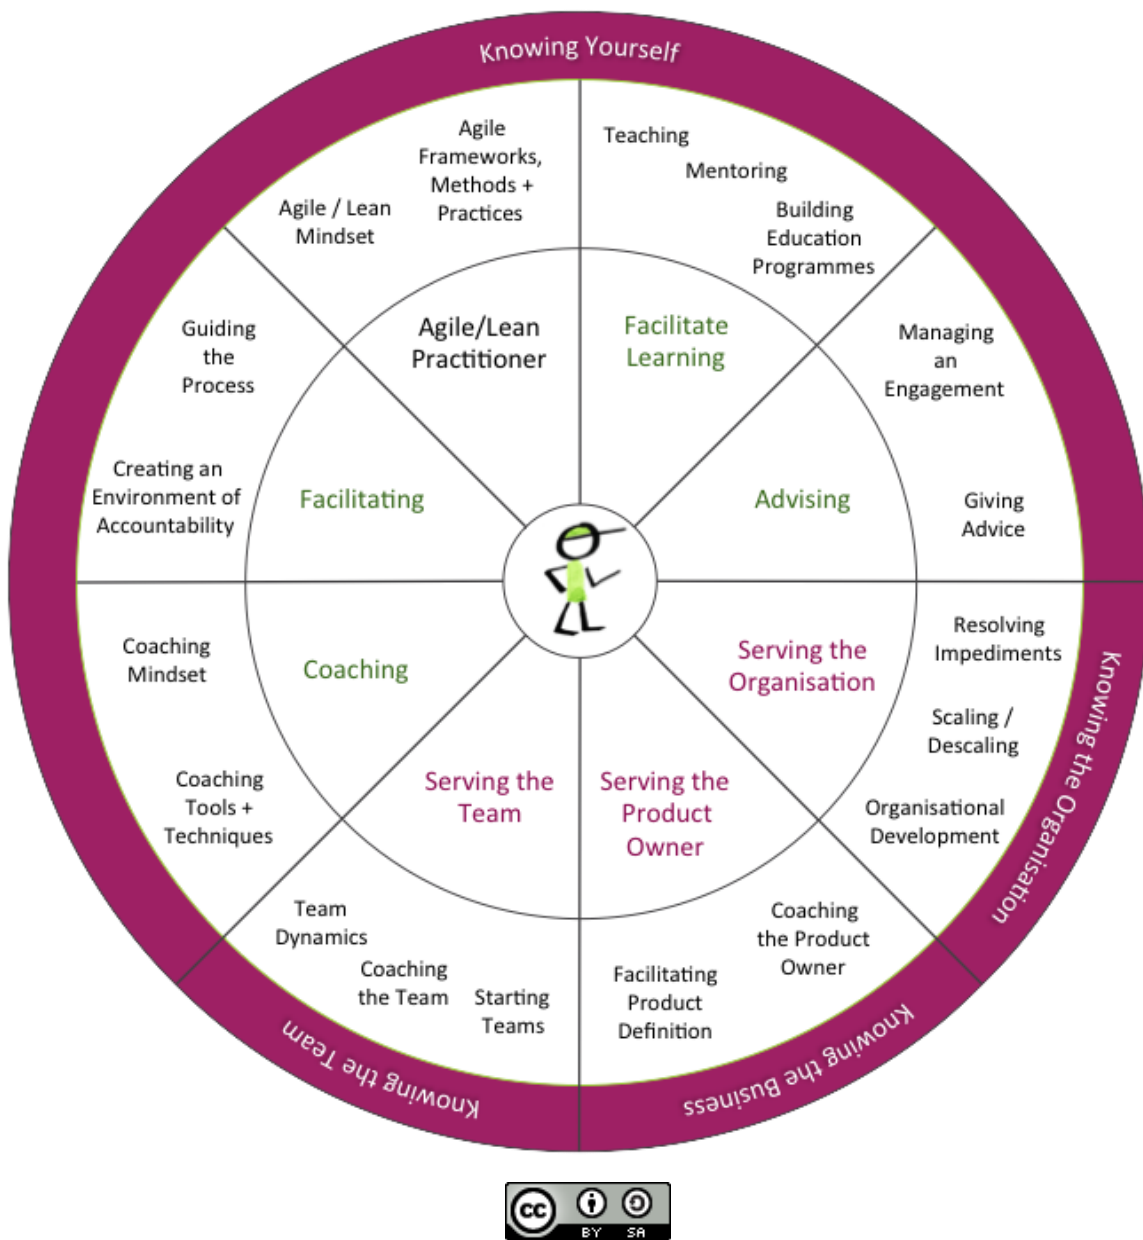 Knowing Yourself
Agile
Frameworks,
Methods +
Practices
Agile / Lean
Mindset
Teaching
Mentoring
Building
Education
Programmes
Agile/Lean
Practitioner
Facilitate
Learning
Guiding
the
Process
Managing
an
Engagement
Creating an
Environment of
Accountability
Facilitating
Advising
Giving
Advice
Coaching
Mindset
Coaching
Serving the
Organisation
Resolving
Impediments
Scaling /
Descaling
Organisational
Development
Knowing the Organisation
Coaching
Tools +
Techniques
Serving the
Team
Serving the
Product
Owner
Team
Dynamics
Coaching
the Team
Starting
Teams
Facilitating
Product
Definition
Coaching
the Product
Owner
Knowing the Team
Knowing the Business
cc
BY SA